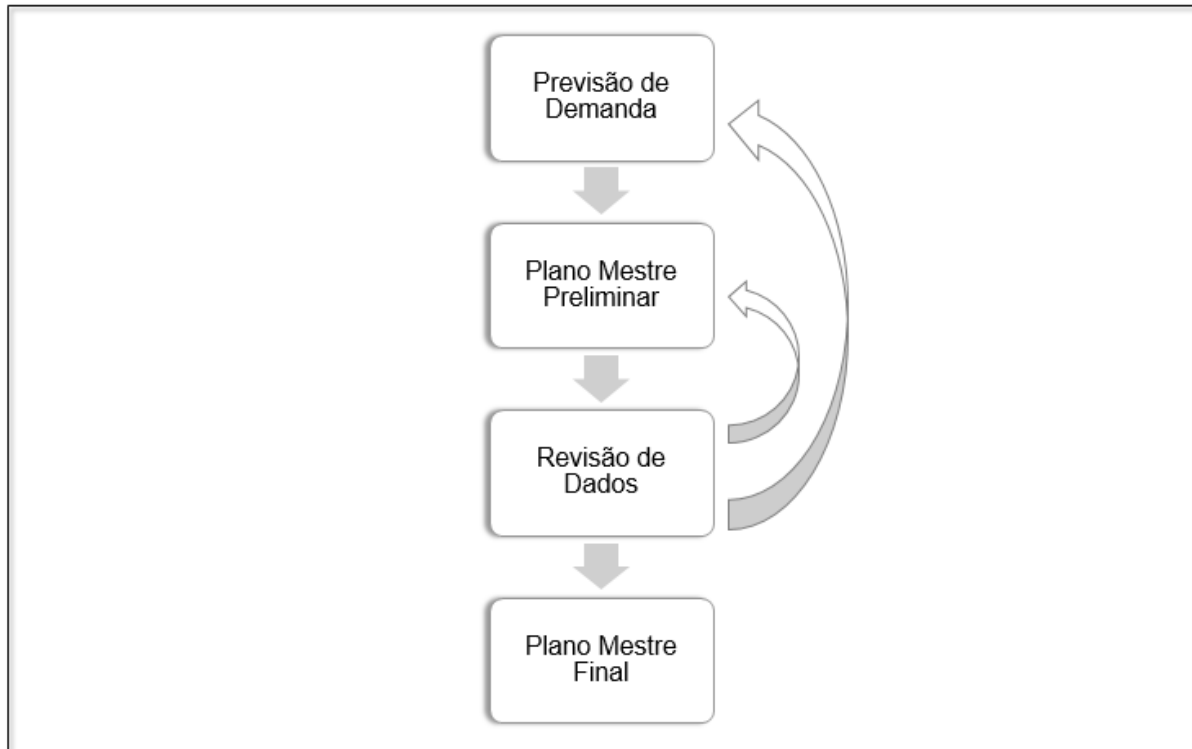 Previsão de
Demanda
Plano Mestre
Preliminar
Revisão de
Dados
Plano Mestre
Final